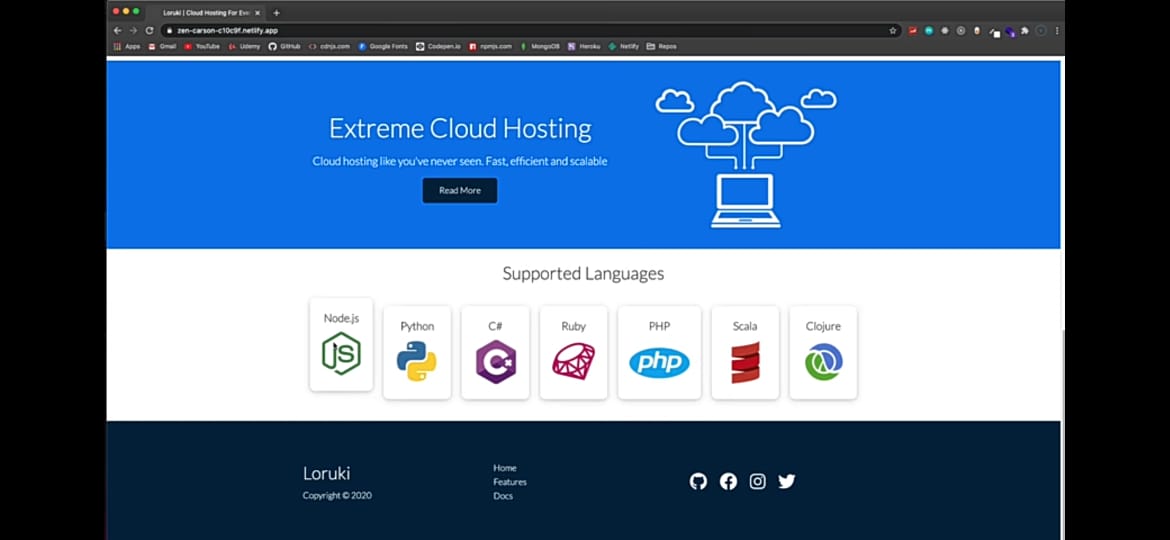 Loruki | Cloud Hosting For Eve
zen-carson-c10c9f.netlify.app
Apps Gmail YouTube Udemy GitHub cdnjs.com Google Fonts Codepen.io npmjs.com MongoDB Heroku Netlify Repos
Extreme Cloud Hosting
Cloud hosting like you've never seen. Fast, efficient and scalable
Read More
Supported Languages
Node.js Python C# Ruby PHP Scala Clojure
JS C php
Loruki
Copyright © 2020
Home
Features
Docs